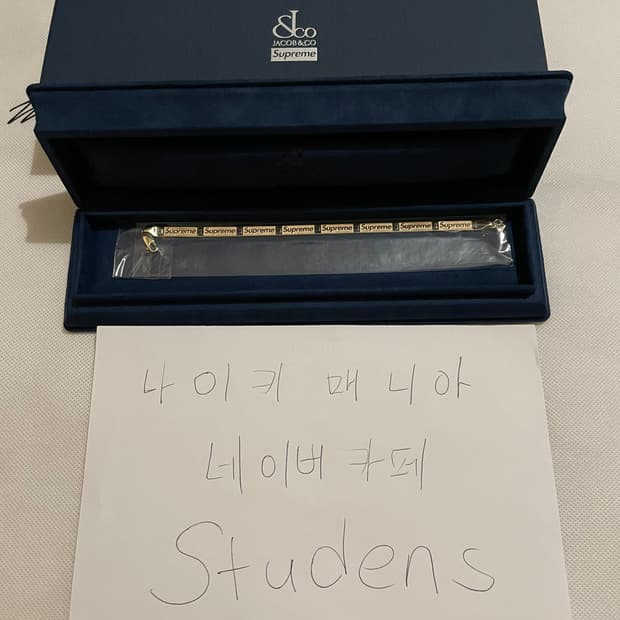 J&Co
JACOB & CO
Supreme
Supreme Supreme Supreme Supreme Supreme Supreme Supreme Supreme
나이키 매니아
네이버 카페
Studens